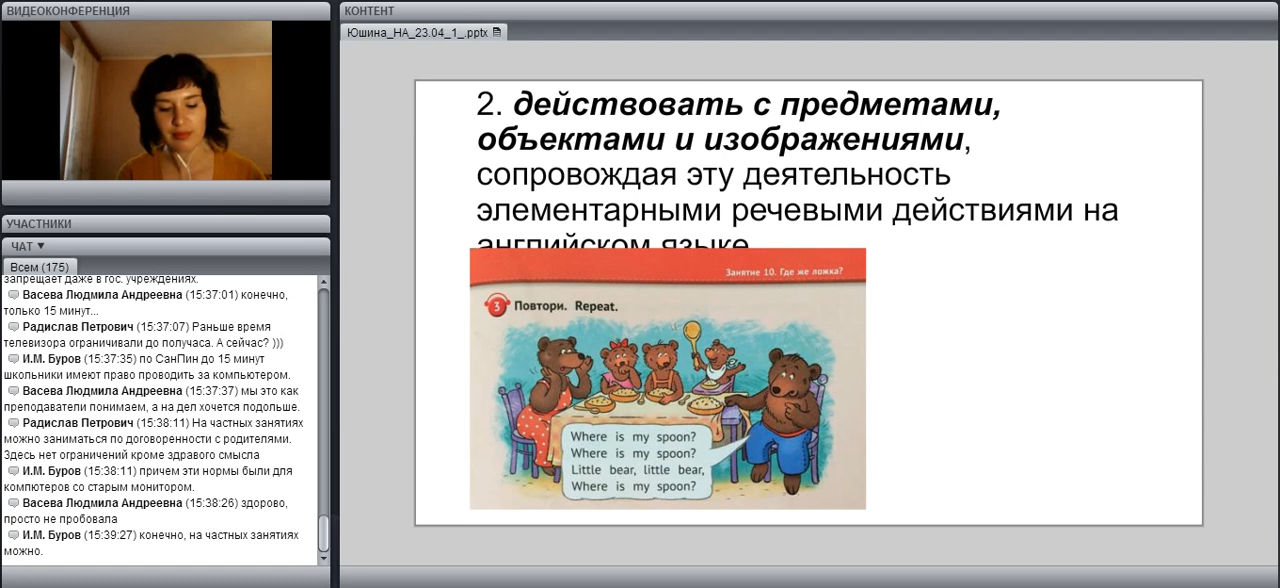 ВИДЕОКОНФЕРЕНЦИЯ
УЧАСТНИКИ
ЧАТ ▼
Всем (175)
запрещает даже в гос. учреждениях.
Васева Людмила Андреевна (15:37:01) конечно,
только 15 минут...
Радислав Петрович (15:37:07) Раньше время
телевизора ограничивали до получаса. А сейчас? )))
И.М. Буров (15:37:35) по СанПин до 15 минут
школьники имеют право проводить за компьютером.
Васева Людмила Андреевна (15:37:37) мы это как
преподаватели понимаем, а на дел хочется подольше.
Радислав Петрович (15:38:11) На частных занятиях
можно заниматься по договоренности с родителями.
Здесь нет ограничений кроме здравого смысла
И.М. Буров (15:38:11) причем эти нормы были для
компютеров со старым монитором.
Васева Людмила Андреевна (15:38:26) здорово,
просто не пробовала
И.М. Буров (15:39:27) конечно, на частных занятиях
можно.
КОНТЕНТ
Юшина_НА_23.04_1_.pptx
2. действовать с предметами,
объектами и изображениями,
сопровождая эту деятельность
элементарными речевыми действиями на
английском языке
Занятие 10. Где же ложка?
3 Повтори. Repeat.
Where is my spoon?
Where is my spoon?
Little bear, little bear,
Where is my spoon?